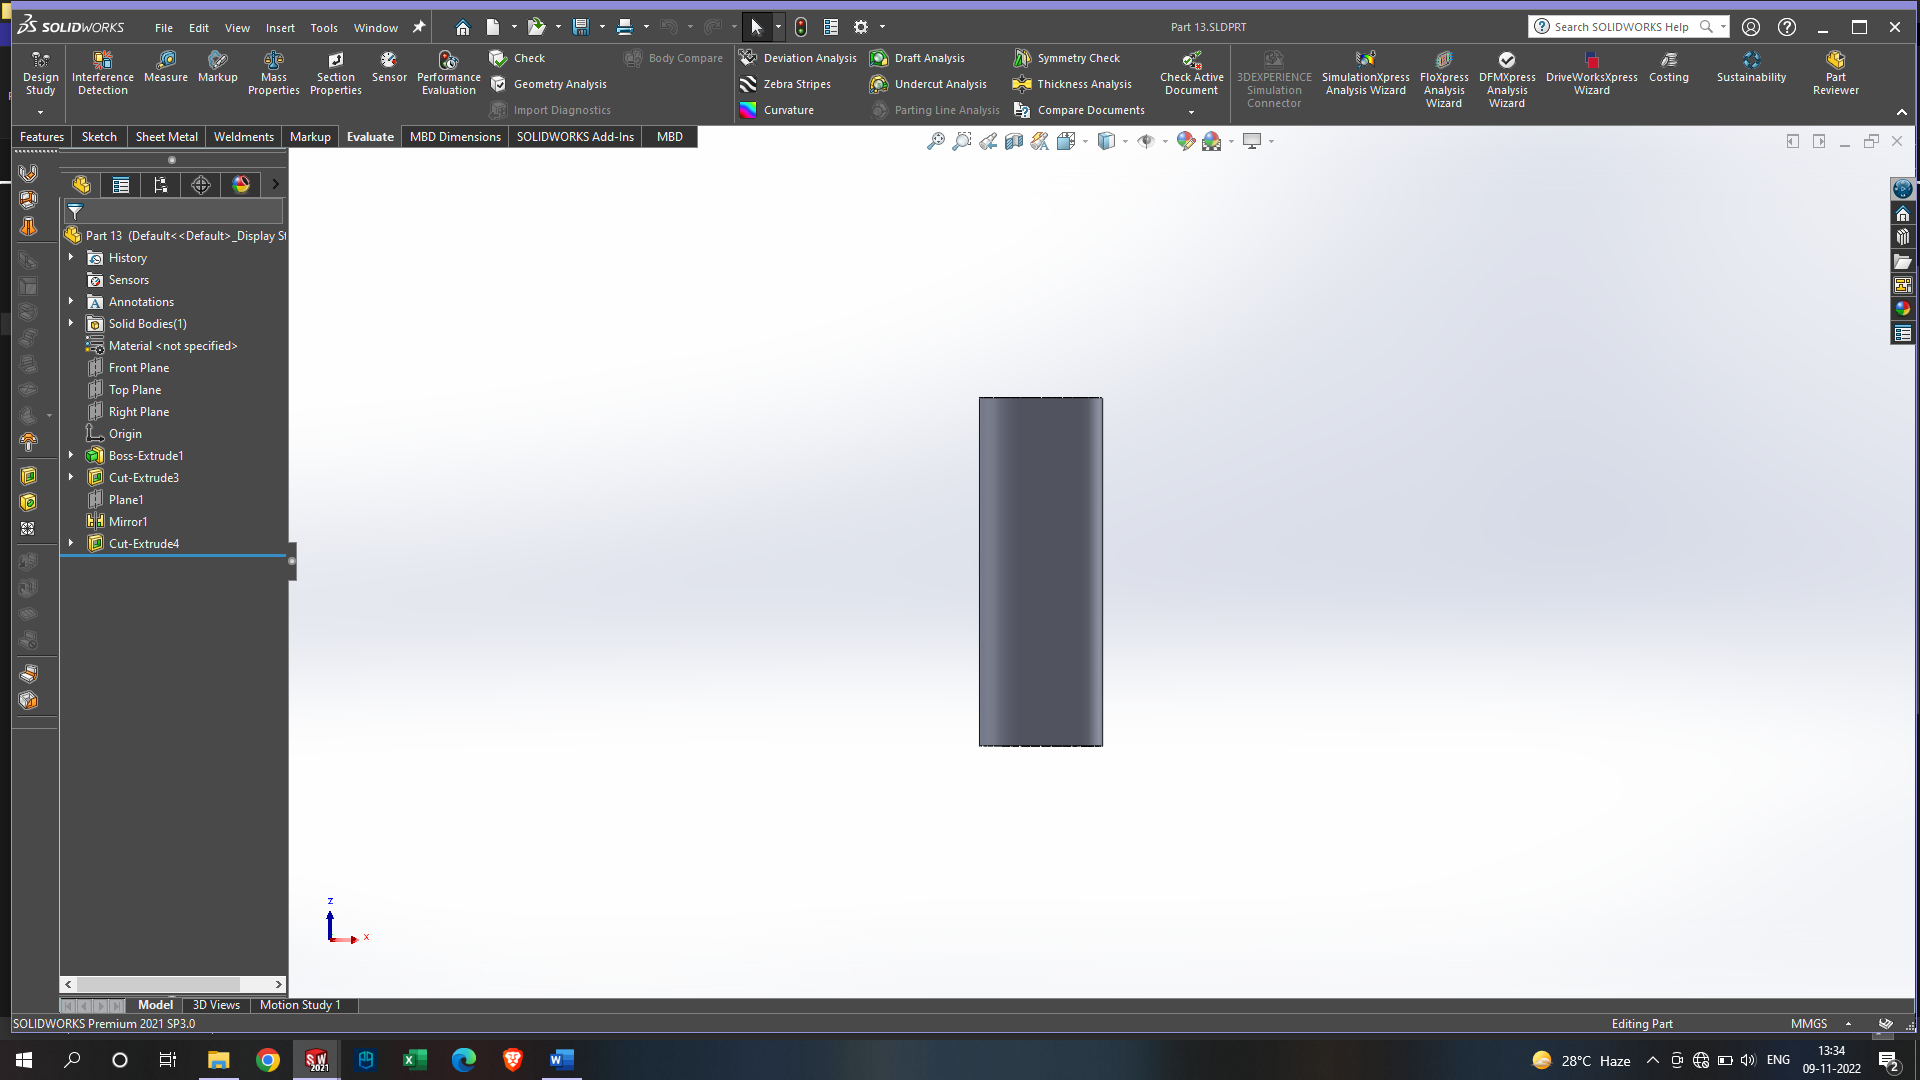 SOLIDWORKS File Edit View Insert Tools Window Part 13.SLDPRT Search SOLIDWORKS Help
Design Study
Interference Detection
Measure
Markup
Mass Properties
Section Properties
Sensor
Performance Evaluation
Check
Geometry Analysis
Import Diagnostics
Body Compare
Deviation Analysis
Zebra Stripes
Curvature
Draft Analysis
Undercut Analysis
Parting Line Analysis
Symmetry Check
Thickness Analysis
Compare Documents
Check Active Document
3DEXPERIENCE Simulation Connector
SimulationXpress Analysis Wizard
FloXpress Analysis Wizard
DFMXpress Analysis Wizard
DriveWorksXpress Wizard
Costing
Sustainability
Part Reviewer
Features Sketch Sheet Metal Weldments Markup Evaluate MBD Dimensions SOLIDWORKS Add-Ins MBD
Part 13 (Default<<Default>_Display St
History
Sensors
Annotations
Solid Bodies(1)
Material <not specified>
Front Plane
Top Plane
Right Plane
Origin
Boss-Extrude1
Cut-Extrude3
Plane1
Mirror1
Cut-Extrude4
z
x
Model 3D Views Motion Study 1
SOLIDWORKS Premium 2021 SP3.0 Editing Part MMGS
28°C Haze ENG 13:34
09-11-2022 2